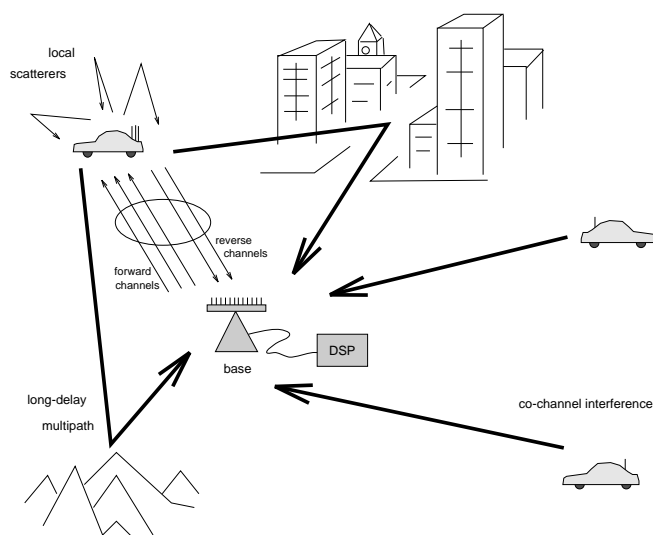 local
scatterers
reverse
channels
forward
channels
DSP
base
long-delay
multipath
co-channel interference